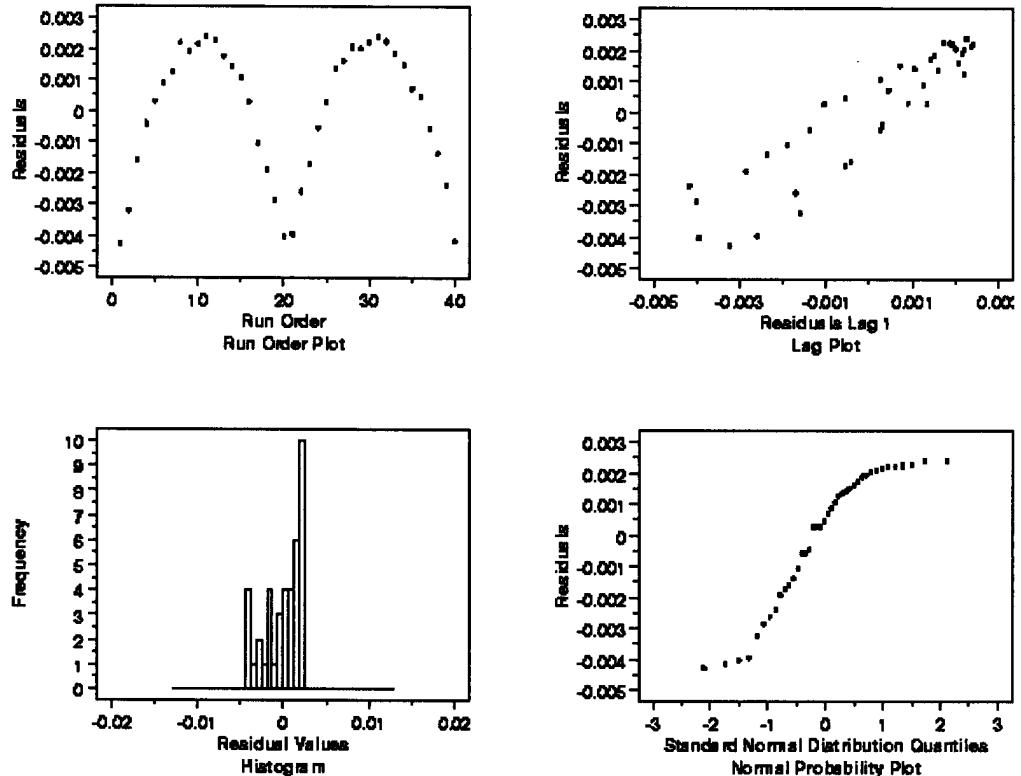 0.003
0.002
0.001
0
-0.001
-0.002
-0.003
-0.004
-0.005
Residuals
0 10 20 30 40
Run Order
Run Order Plot
0.003
0.002
0.001
0
-0.001
-0.002
-0.003
-0.004
-0.005
Residuals
-0.005 -0.003 -0.001 0.001 0.00
Residuals Lag 1
Lag Plot
10
9
8
7
6
5
4
3
2
1
0
Frequency
-0.02 -0.01 0 0.01 0.02
Residual Values
Histogram
0.003
0.002
0.001
0
-0.001
-0.002
-0.003
-0.004
-0.005
Residuals
-3 -2 -1 0 1 2 3
Standard Normal Distribution Quantiles
Normal Probability Plot